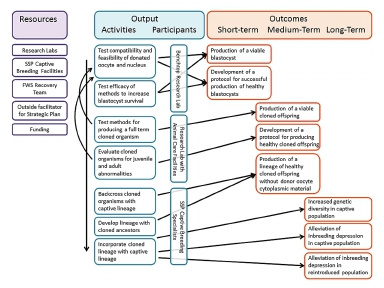 Resources
Research Labs
SSP Captive
Breeding Facilities
FWS Recovery
Team
Outside facilitator
for Strategic Plan
Funding
Output
Activities
Participants
Test compatibility and
feasibility of donated
oocyte and nucleus
Test efficacy of
methods to increase
blastocyst survival
Test methods for
producing a full term
cloned organism
Evaluate cloned
organisms for juvenile and
adult abnormalities
Backcross cloned
organisms with captive
lineage
Develop lineage with
cloned ancestors
Incorporate cloned
lineage with captive
lineage
Benchtop Research Lab
Research Lab with
Animal Care Facilities
SSP Captive Breeding
Specialists
Outcomes
Short-term
Medium-Term
Long-Term
Production of a viable
blastocyst
Development of a
protocol for successful
production of healthy
blastocysts
Production of a viable
cloned offspring
Development of a
protocol for producing
healthy cloned offspring
Production of a
lineage of healthy
cloned offspring
without donor oocyte
cytoplasmic material
Increased genetic
diversity in captive
population
Alleviation of
inbreeding depression
in captive population
Alleviation of inbreeding
depression in
reintroduced population